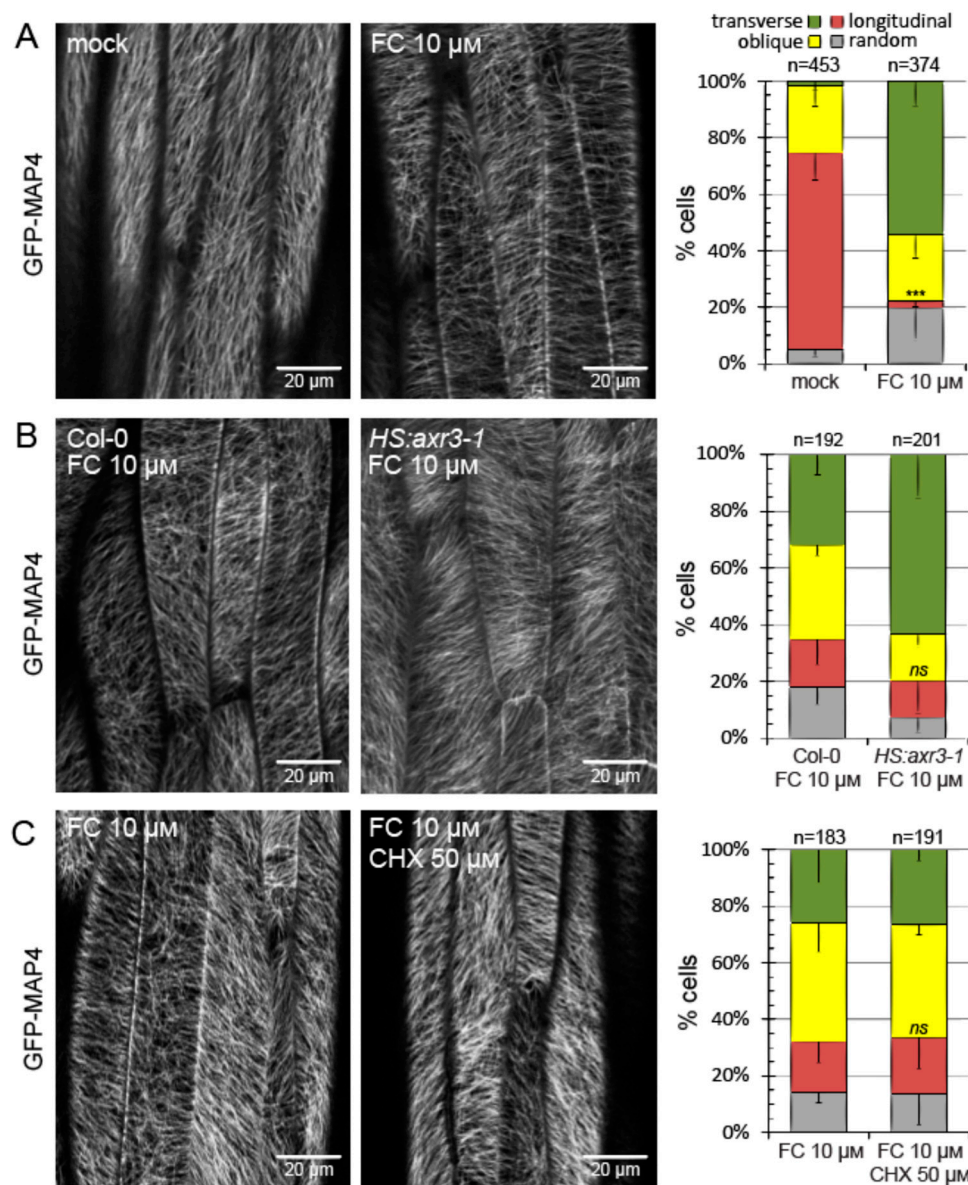 A
mock
FC 10 µM
GFP-MAP4
20 µm
20 µm
transverse longitudinal
oblique random
n=453 n=374
100%
80%
60%
40%
20%
0%
% cells
***
mock FC 10 µM
B
Col-0
FC 10 µM
HS:axr3-1
FC 10 µM
GFP-MAP4
20 µm
20 µm
n=192 n=201
100%
80%
60%
40%
20%
0%
% cells
ns
Col-0 HS:axr3-1
FC 10 µM FC 10 µM
C
FC 10 µM
FC 10 µM
CHX 50 µM
GFP-MAP4
20 µm
20 µm
n=183 n=191
100%
80%
60%
40%
20%
0%
% cells
ns
FC 10 µM FC 10 µM
CHX 50 µM